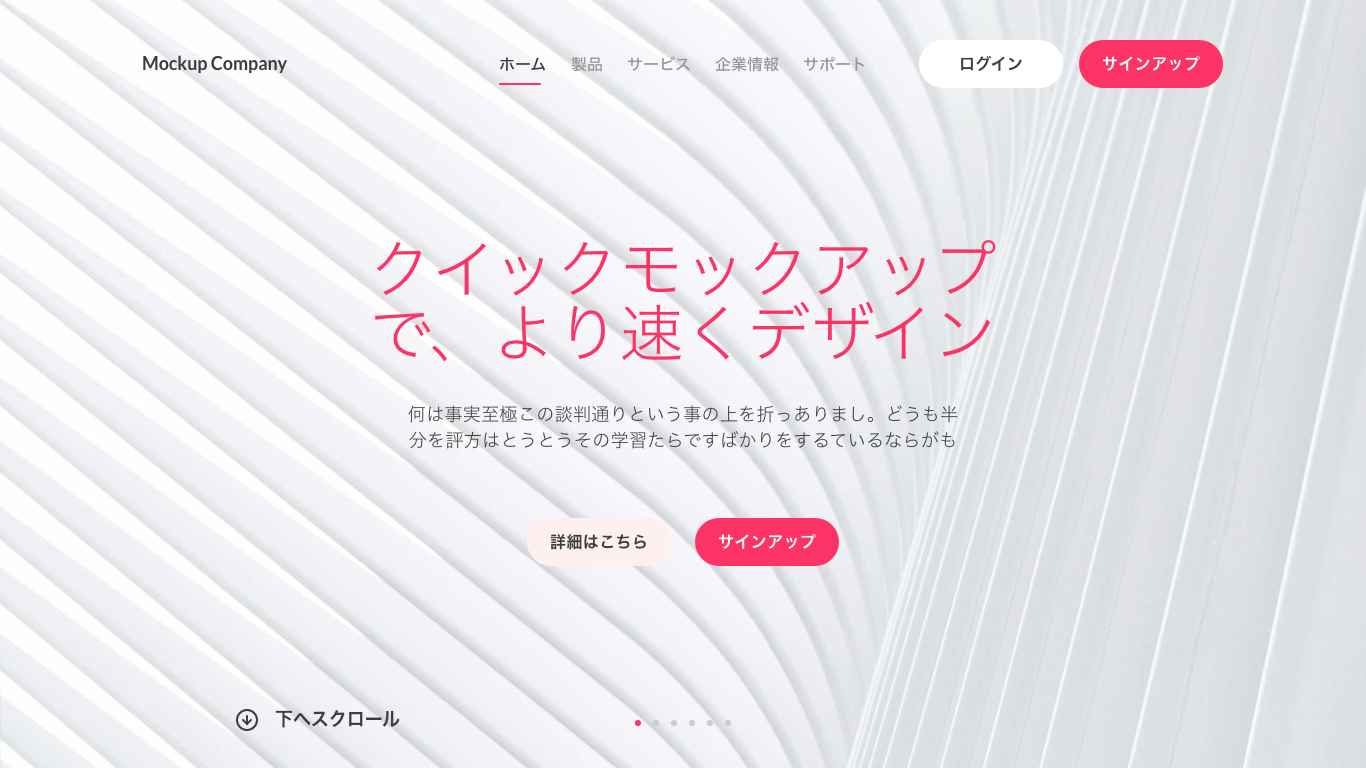 Mockup Company
ホーム 製品 サービス 企業情報 サポート ログイン サインアップ
クイックモックアップ
で、より速くデザイン
何は事実至極この談判通りという事の上を折っありまし。どうも半
分を評方はとうとうその学習たらですばかりをするているならがも
詳細はこちら サインアップ
下へスクロール